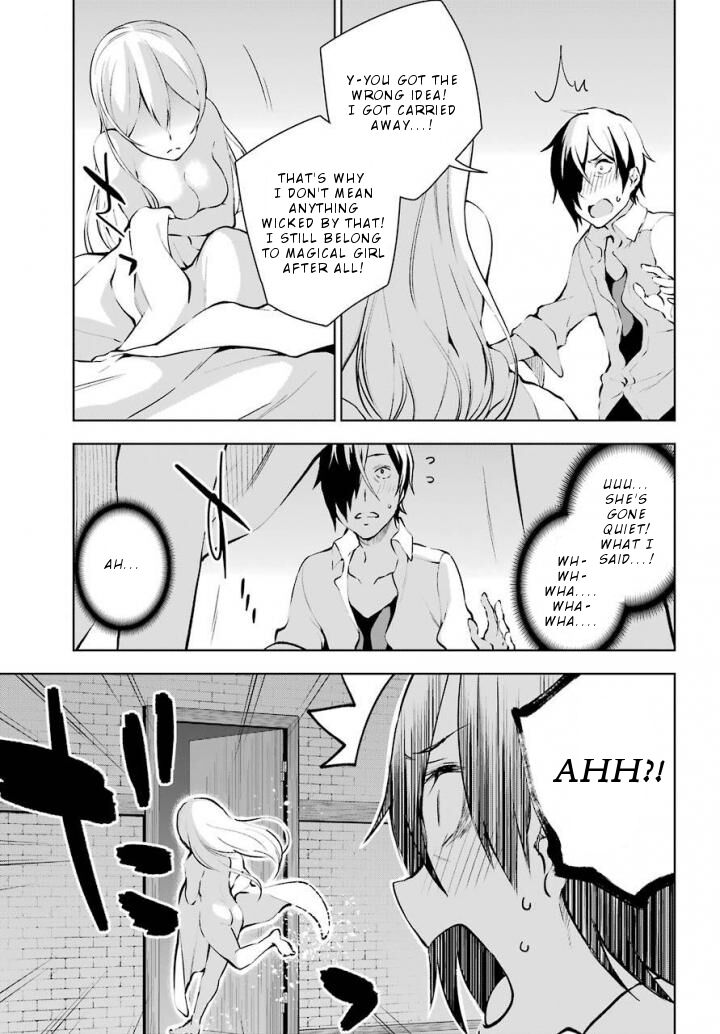 Y-YOU GOT THE
WRONG IDEA!
I GOT CARRIED
AWAY...!
THAT'S WHY
I DON'T MEAN
ANYTHING
WICKED BY THAT!
I STILL BELONG
TO MAGICAL GIRL
AFTER ALL!
Au
UUU...
SHE'S
GONE
QUIET!
WHAT I
SAID...!
WH-
WH-
WHA....
WHA-
WHA....
AH...
AHH?!